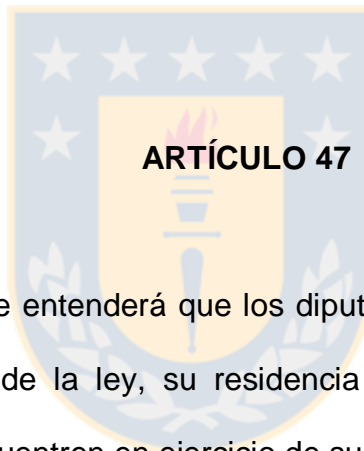 ARTÍCULO 47
e entenderá que los diput
de la ley, su residencia
uentren en ejercicio de su